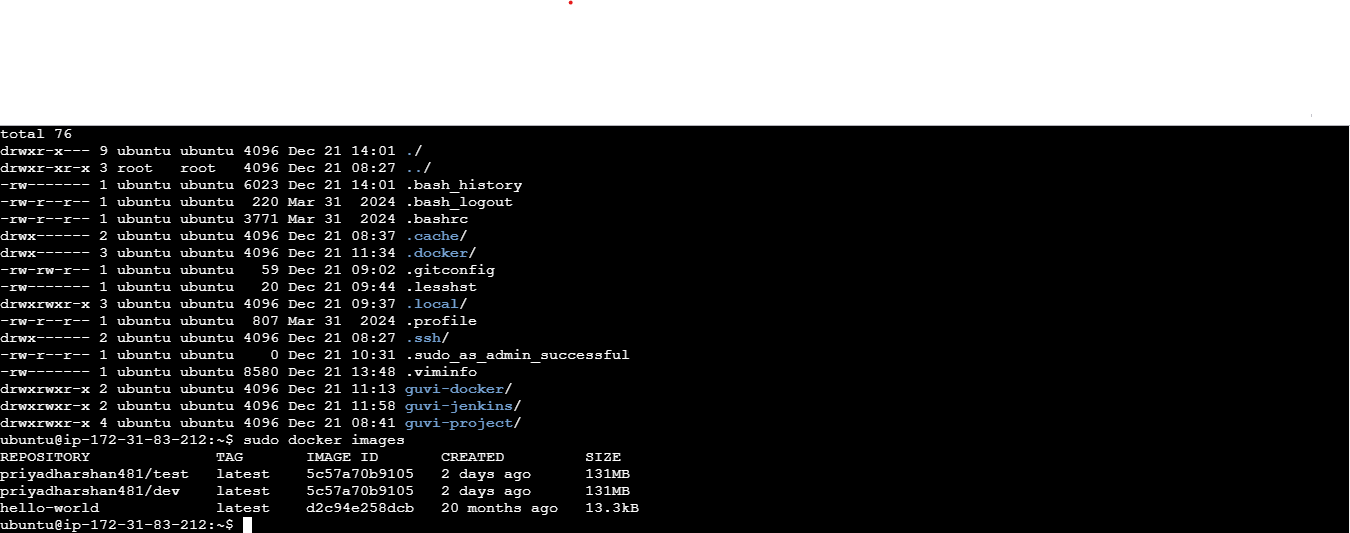 total 76
drwxr-x--- 9 ubuntu ubuntu 4096 Dec 21 14:01 ./
drwxr-xr-x 3 root   root   4096 Dec 21 08:27 ../
-rw------- 1 ubuntu ubuntu 6023 Dec 21 14:01 .bash_history
-rw-r--r-- 1 ubuntu ubuntu  220 Mar 31  2024 .bash_logout
-rw-r--r-- 1 ubuntu ubuntu 3771 Mar 31  2024 .bashrc
drwx------ 2 ubuntu ubuntu 4096 Dec 21 08:37 .cache/
drwx------ 3 ubuntu ubuntu 4096 Dec 21 11:34 .docker/
-rw-rw-r-- 1 ubuntu ubuntu   59 Dec 21 09:02 .gitconfig
-rw------- 1 ubuntu ubuntu   20 Dec 21 09:44 .lesshst
drwxrwxr-x 3 ubuntu ubuntu 4096 Dec 21 09:37 .local/
-rw-r--r-- 1 ubuntu ubuntu  807 Mar 31  2024 .profile
drwx------ 2 ubuntu ubuntu 4096 Dec 21 08:27 .ssh/
-rw-r--r-- 1 ubuntu ubuntu    0 Dec 21 10:31 .sudo_as_admin_successful
-rw------- 1 ubuntu ubuntu 8580 Dec 21 13:48 .viminfo
drwxrwxr-x 2 ubuntu ubuntu 4096 Dec 21 11:13 guvi-docker/
drwxrwxr-x 2 ubuntu ubuntu 4096 Dec 21 11:58 guvi-jenkins/
drwxrwxr-x 4 ubuntu ubuntu 4096 Dec 21 08:41 guvi-project/
ubuntu@ip-172-31-83-212:~$ sudo docker images
REPOSITORY              TAG       IMAGE ID       CREATED         SIZE
priyadharshan481/test   latest    5c57a70b9105   2 days ago      131MB
priyadharshan481/dev    latest    5c57a70b9105   2 days ago      131MB
hello-world             latest    d2c94e258dcb   20 months ago   13.3kB
ubuntu@ip-172-31-83-212:~$